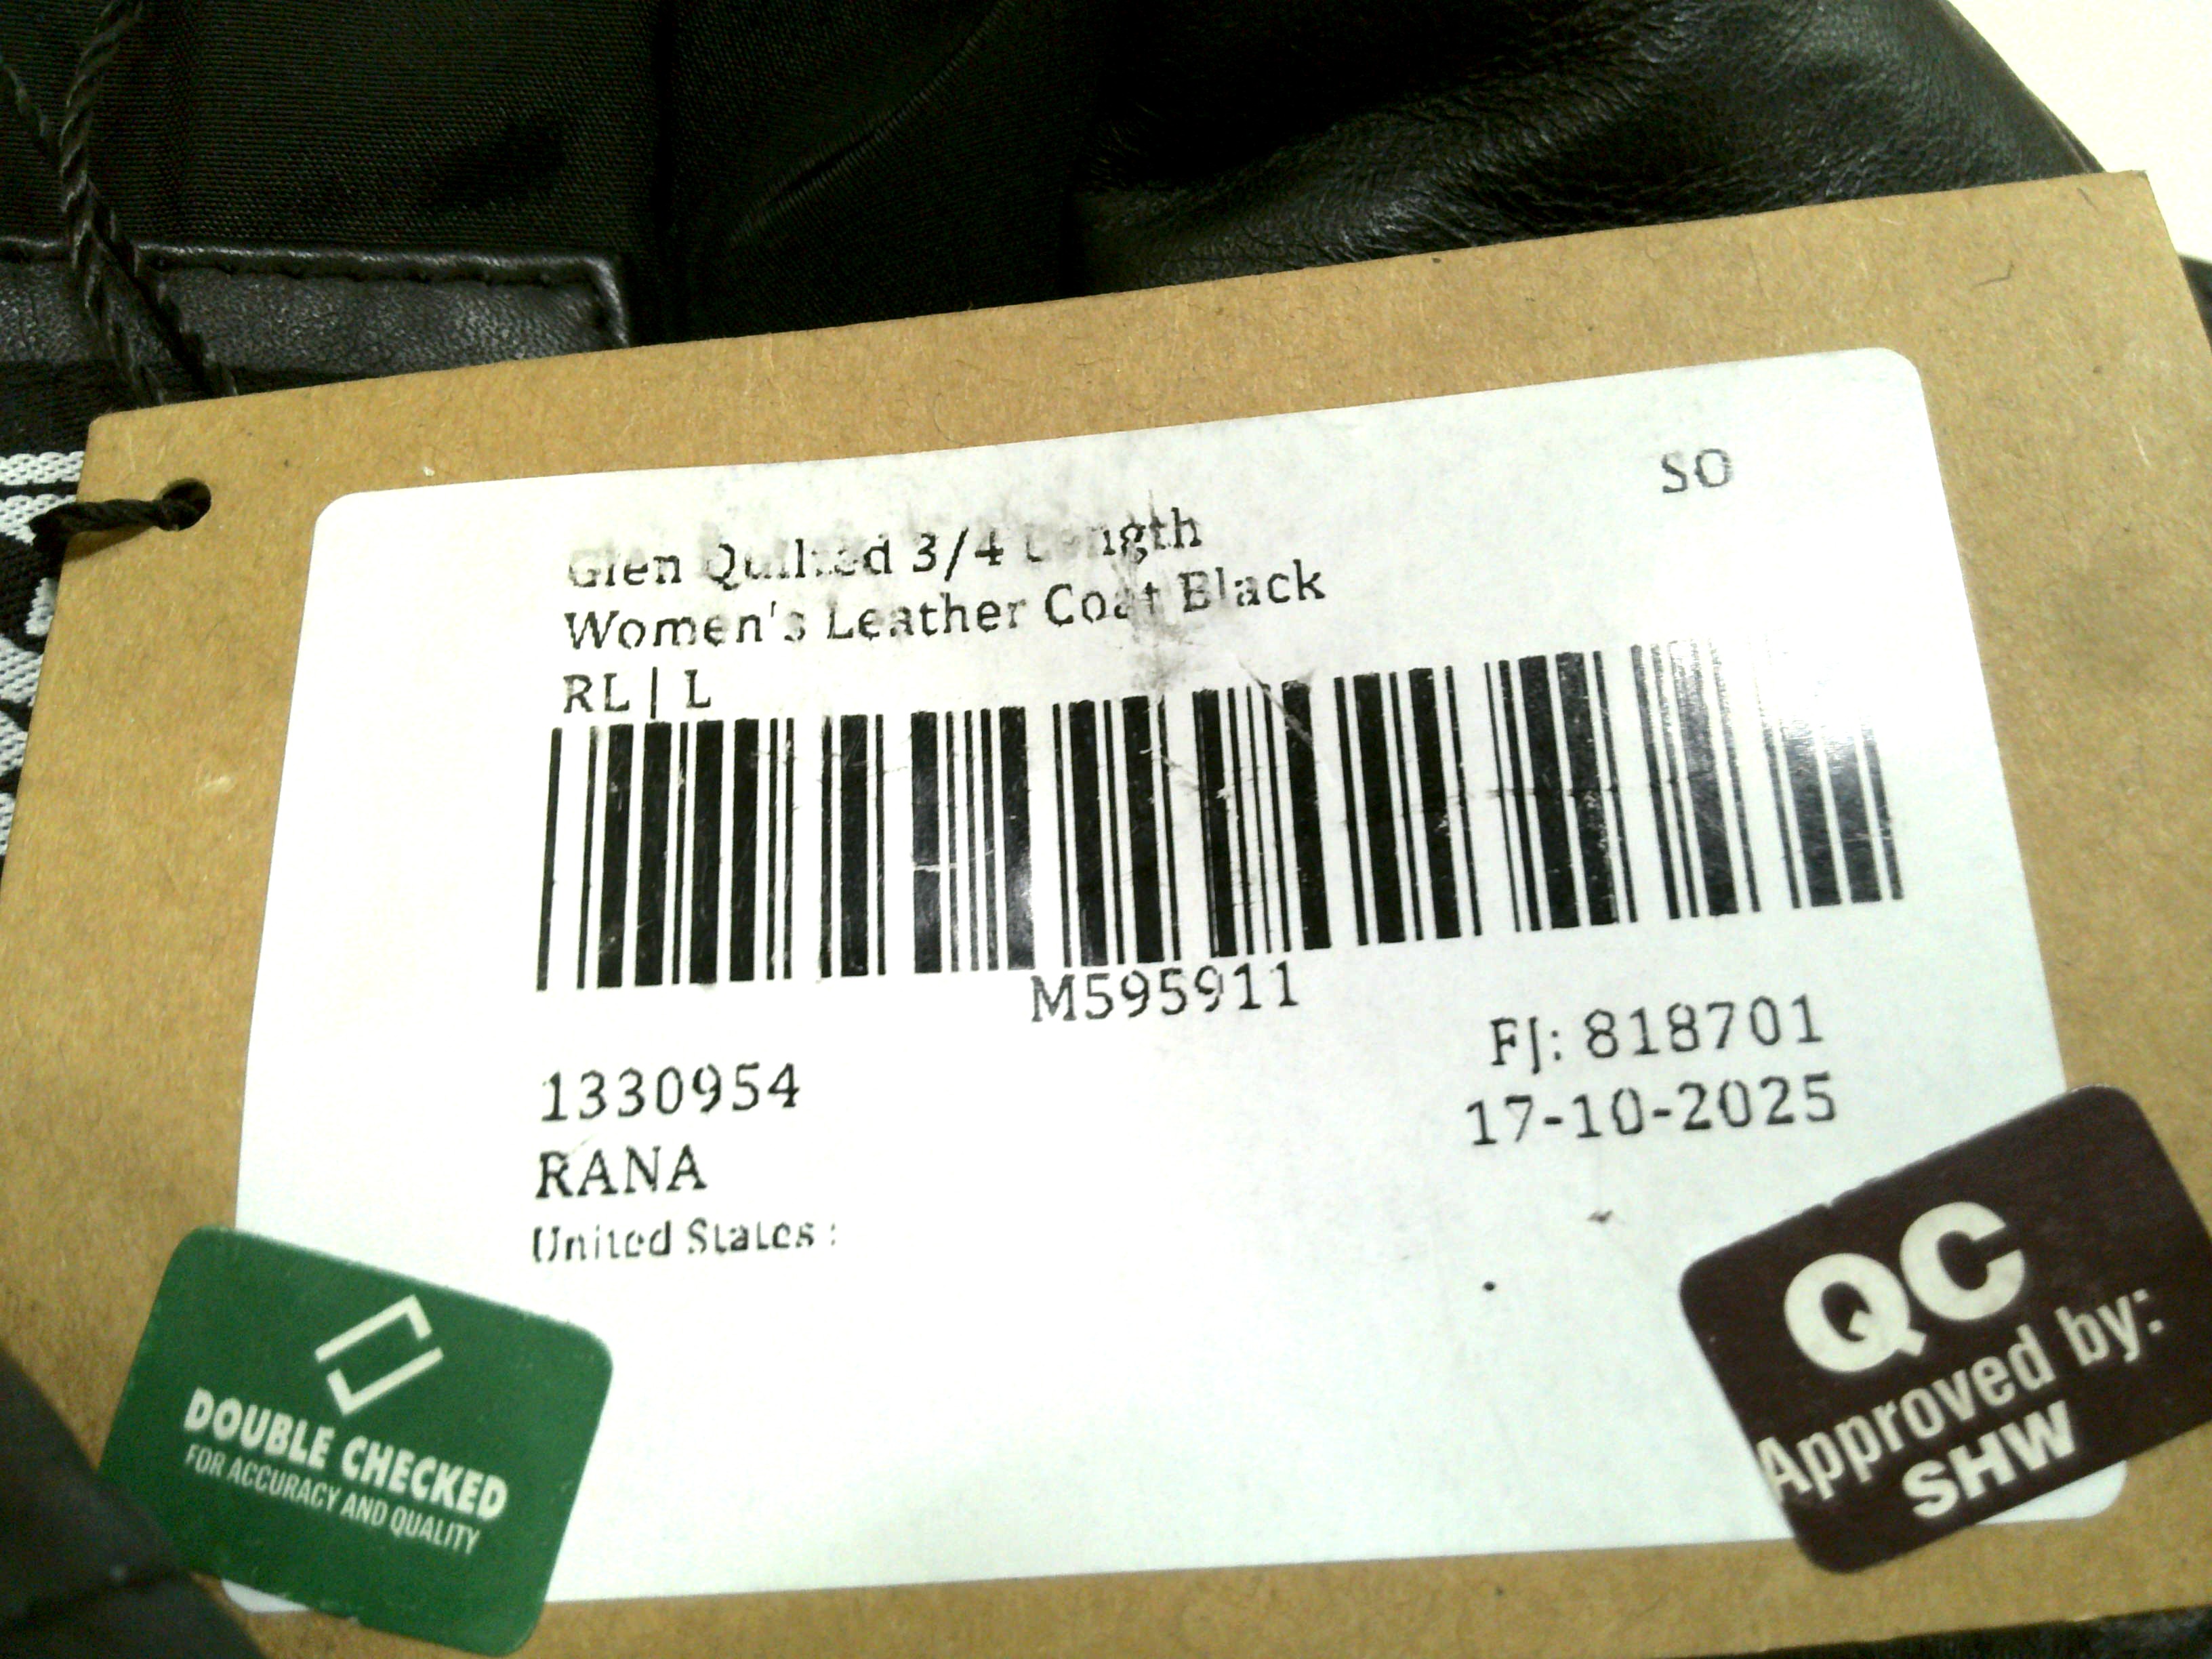 SO
Glen Quilted 3/4 Length
Women's Leather Coat Black
RL | L
M595911
1330954
FJ: 818701
RANA
17-10-2025
United States :
DOUBLE CHECKED
FOR ACCURACY AND QUALITY
QC
Approved by:
SHW